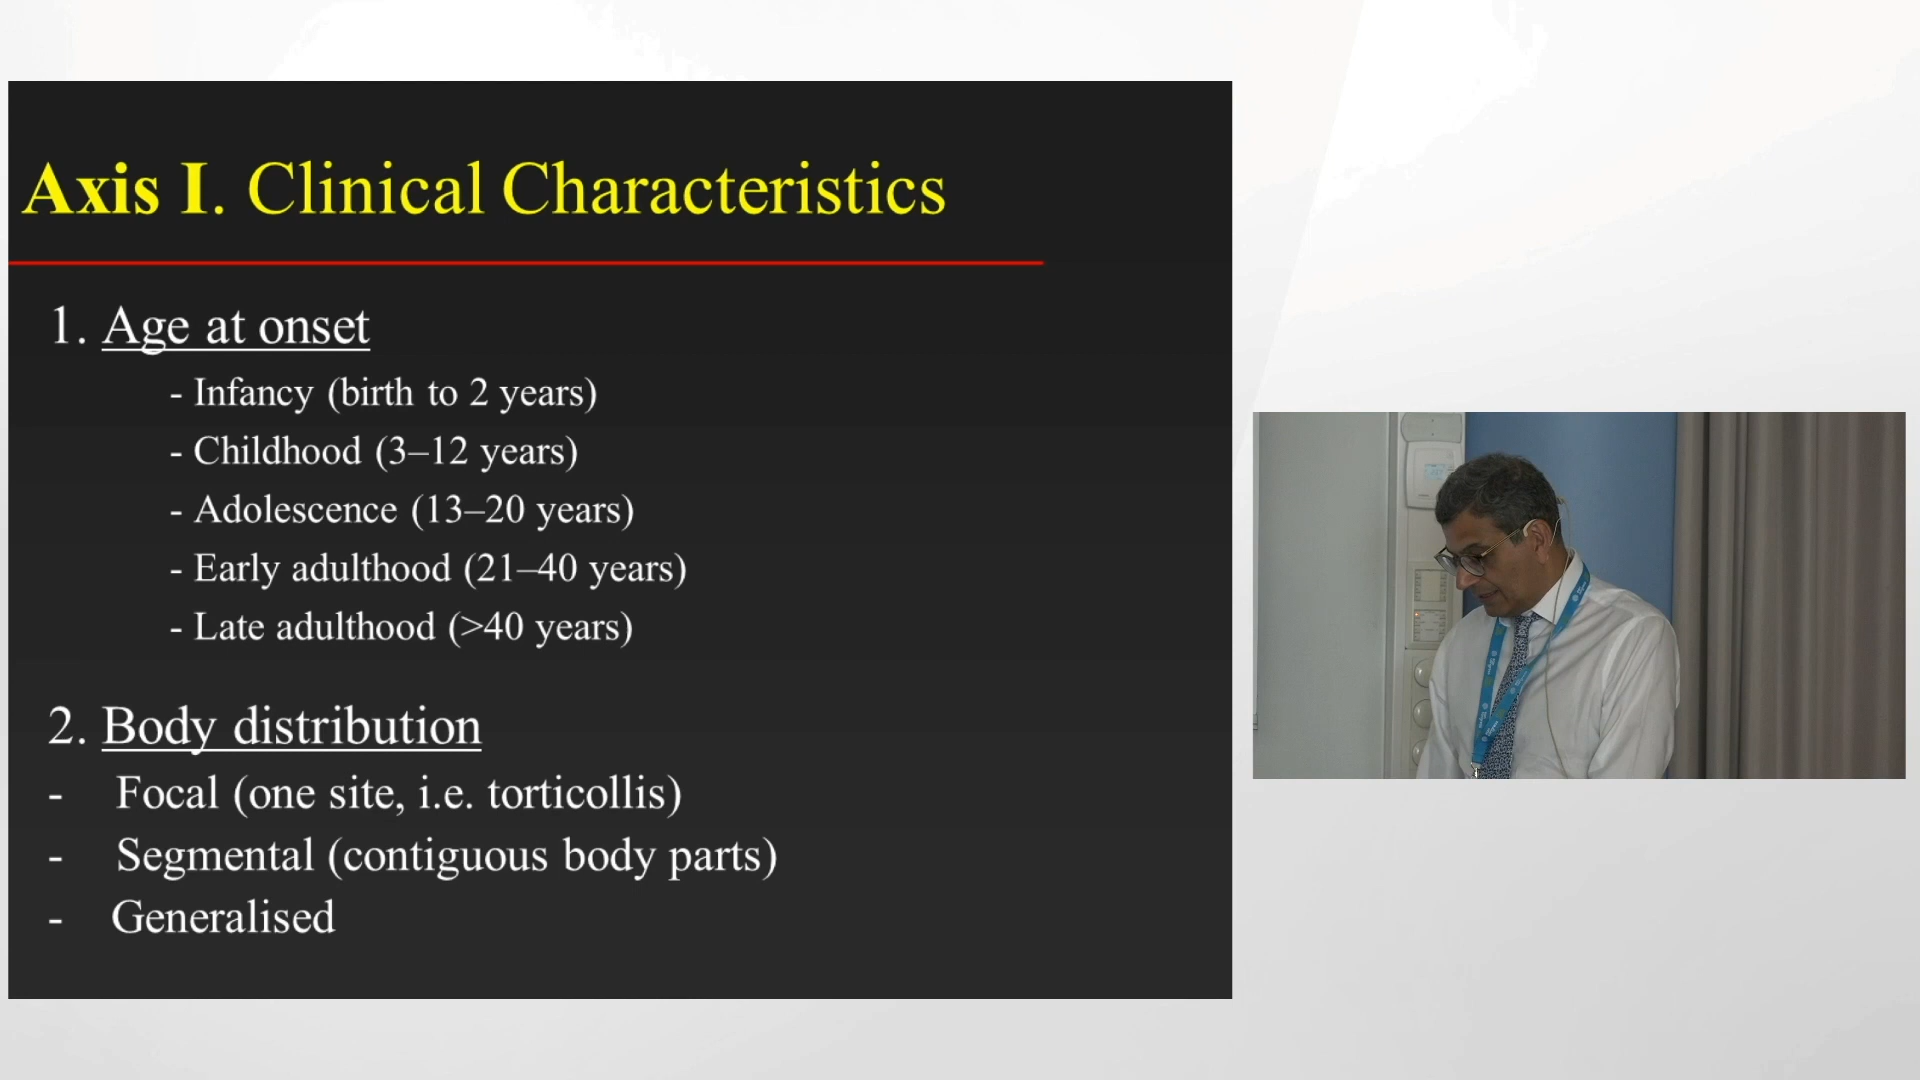 Axis I. Clinical Characteristics
1. Age at onset
- Infancy (birth to 2 years)
- Childhood (3–12 years)
- Adolescence (13–20 years)
- Early adulthood (21–40 years)
- Late adulthood (>40 years)
2. Body distribution
- Focal (one site, i.e. torticollis)
- Segmental (contiguous body parts)
- Generalised